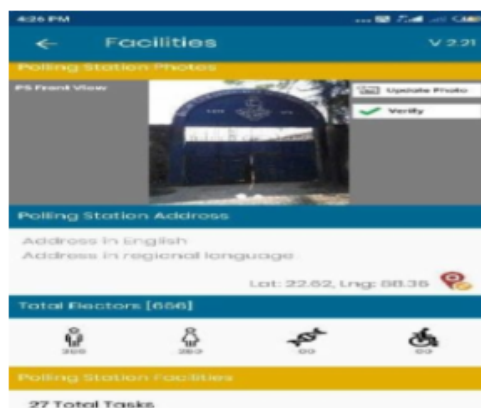 4:26 PM
← Facilities V 2.21
Polling Station Photos
PS Front View
Update Photo
Verify
Polling Station Address
Address in English
Address in regional language
Lat: 22.62, Lng: 88.36
Total Electors [656]
Polling Station Facilities
27 Total Tasks